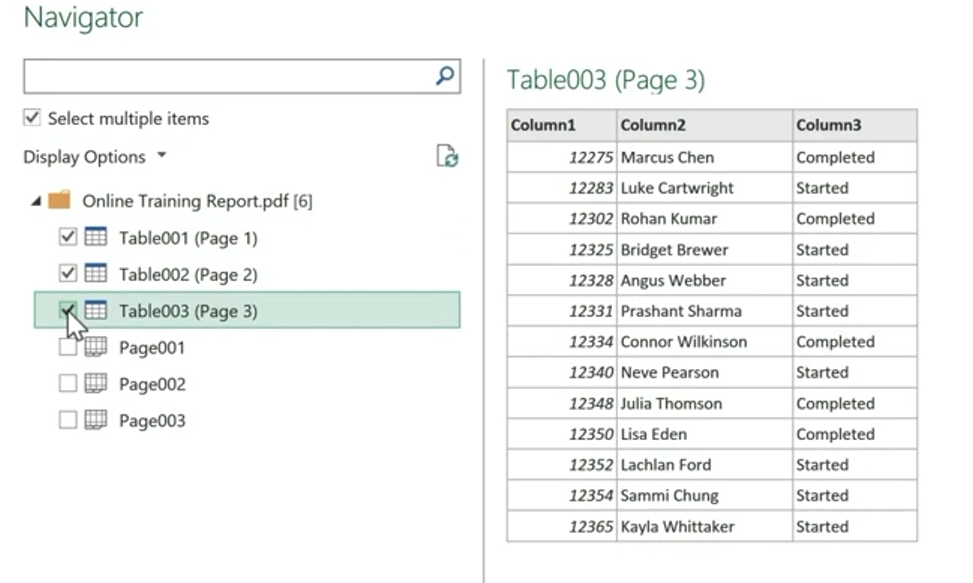 Navigator
Select multiple items
Display Options
Online Training Report.pdf [6]
Table001 (Page 1)
Table002 (Page 2)
Table003 (Page 3)
Page001
Page002
Page003
Table003 (Page 3)
Column1 Column2 Column3
12275 Marcus Chen Completed
12283 Luke Cartwright Started
12302 Rohan Kumar Completed
12325 Bridget Brewer Started
12328 Angus Webber Started
12331 Prashant Sharma Started
12334 Connor Wilkinson Completed
12340 Neve Pearson Started
12348 Julia Thomson Completed
12350 Lisa Eden Completed
12352 Lachlan Ford Started
12354 Sammi Chung Started
12365 Kayla Whittaker Started